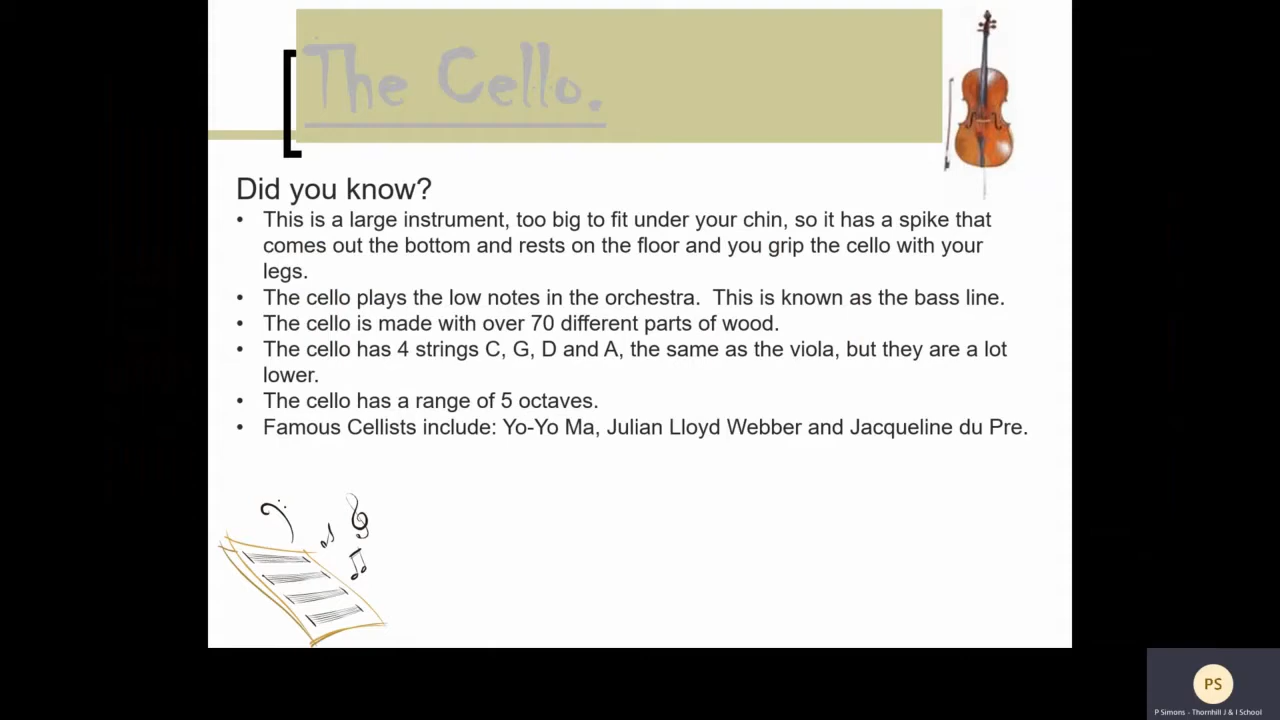 The Cello.
Did you know?
• This is a large instrument, too big to fit under your chin, so it has a spike that
comes out the bottom and rests on the floor and you grip the cello with your
legs.
• The cello plays the low notes in the orchestra.  This is known as the bass line.
• The cello is made with over 70 different parts of wood.
• The cello has 4 strings C, G, D and A, the same as the viola, but they are a lot
lower.
• The cello has a range of 5 octaves.
• Famous Cellists include: Yo-Yo Ma, Julian Lloyd Webber and Jacqueline du Pre.
PS
P Simons - Thornhill J & I School